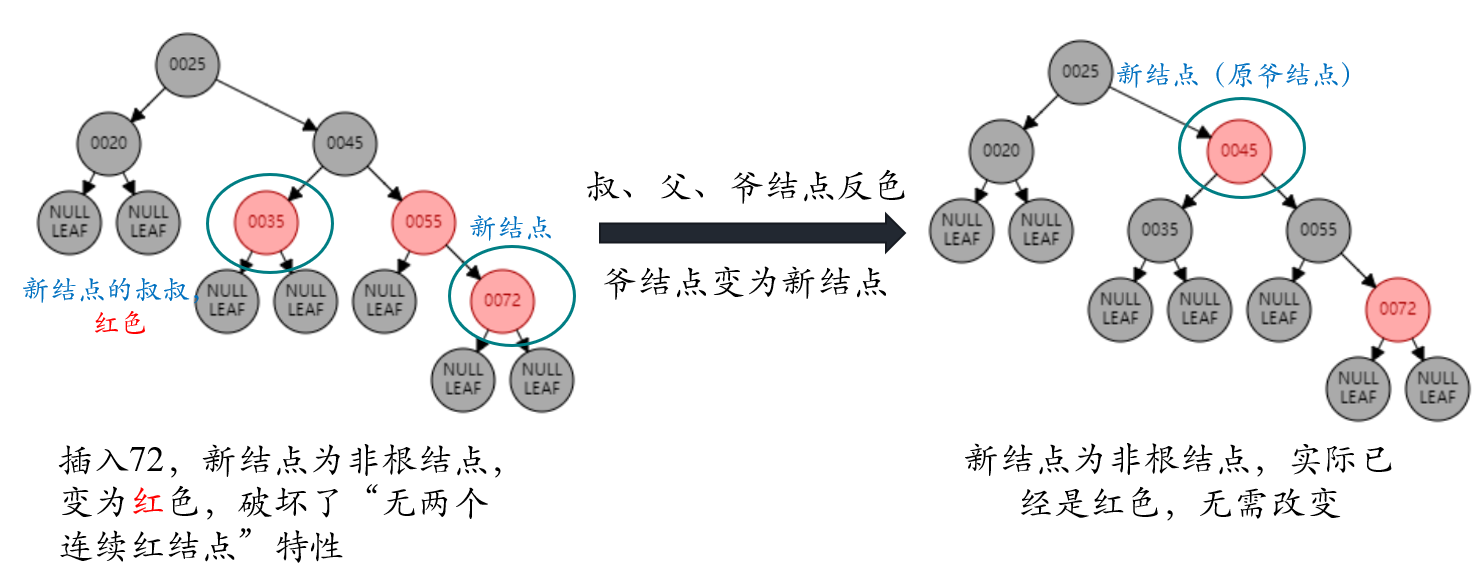 0025
0020
0045
NULL
LEAF
NULL
LEAF
0035
0055
新结点
新结点的叔叔，
红色
NULL
LEAF
NULL
LEAF
NULL
LEAF
0072
NULL
LEAF
NULL
LEAF
插入72，新结点为非根结点，
变为红色，破坏了“无两个
连续红结点”特性
叔、父、爷结点反色
爷结点变为新结点
0025
新结点（原爷结点）
0020
0045
NULL
LEAF
NULL
LEAF
0035
0055
NULL
LEAF
NULL
LEAF
NULL
LEAF
0072
NULL
LEAF
NULL
LEAF
新结点为非根结点，实际已
经是红色，无需改变